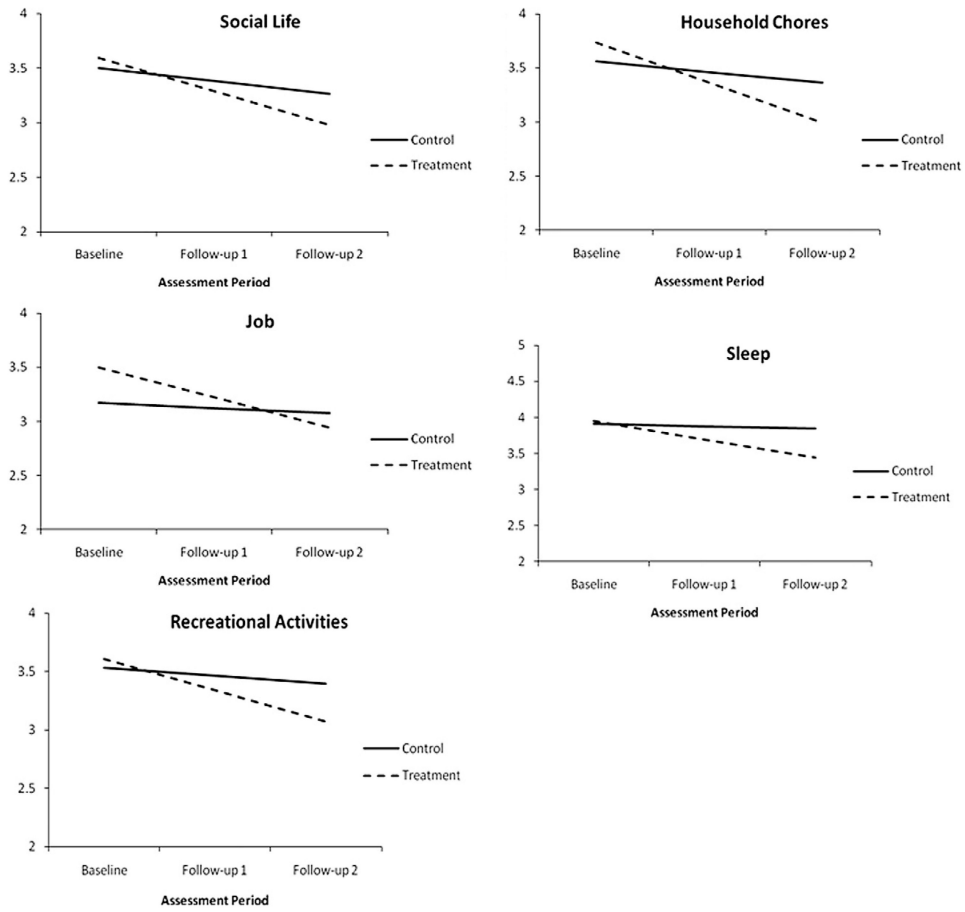 Social Life
4
3.5
3
2.5
2
Control
Treatment
Baseline
Follow-up 1
Follow-up 2
Assessment Period
Household Chores
4
3.5
3
2.5
2
Control
Treatment
Baseline
Follow-up 1
Follow-up 2
Assessment Period
Job
4
3.5
3
2.5
2
Control
Treatment
Baseline
Follow-up 1
Follow-up 2
Assessment Period
Sleep
5
4.5
4
3.5
3
2.5
2
Control
Treatment
Baseline
Follow-up 1
Follow-up 2
Assessment Period
Recreational Activities
4
3.5
3
2.5
2
Control
Treatment
Baseline
Follow-up 1
Follow-up 2
Assessment Period